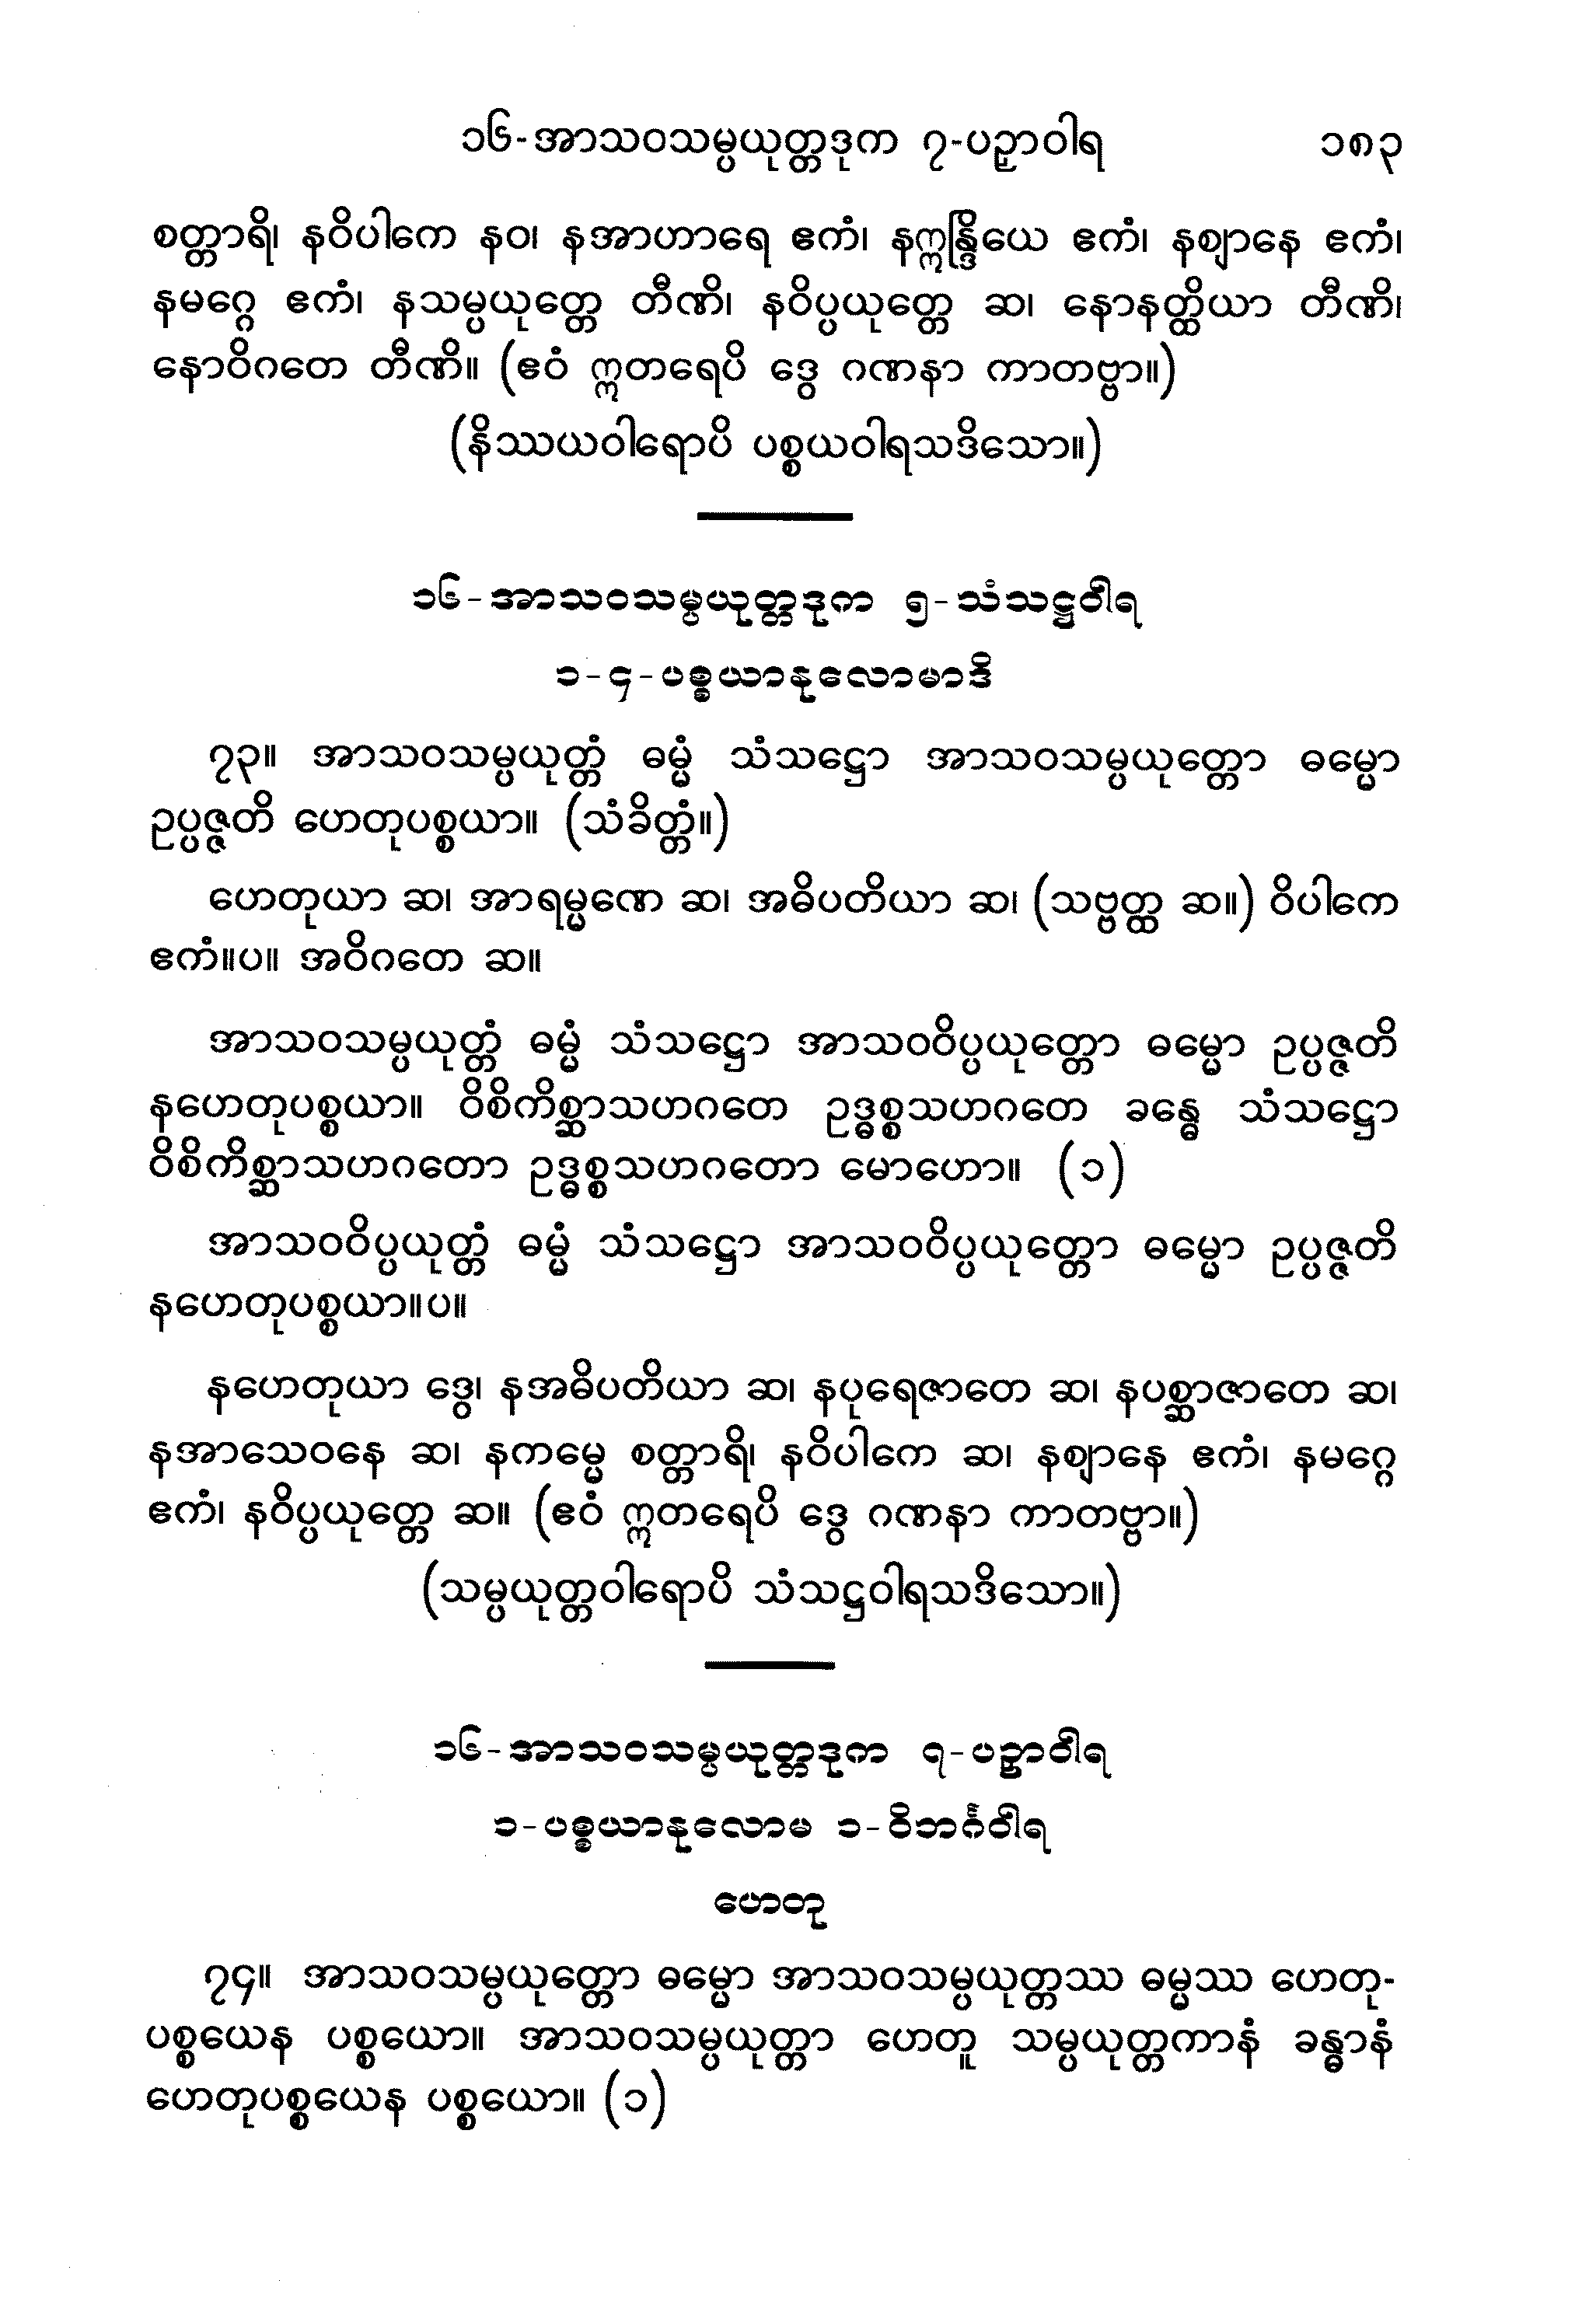 ၁၆-အာသဝသမ္ပယုတ္တဒုက ၇-ပဉှာဝါရ ၁၈၃
စတ္တာရိ၊ နဝိပါကေ နဝ၊ နအာဟာရေ ဧကံ၊ နဣန္ဒြိယေ ဧကံ၊ နဈာနေ ဧကံ၊
နမဂ္ဂေ ဧကံ၊ နသမ္ပယုတ္တေ တီဏိ၊ နဝိပ္ပယုတ္တေ ဆ၊ နောနတ္ထိယာ တီဏိ၊
နောဝိဂတေ တီဏိ။ (ဧဝံ ဣတရေပိ ဒွေ ဂဏနာ ကာတဗ္ဗာ။)
(နိဿယဝါရောပိ ပစ္စယဝါရသဒိသော။)
၁၆-အာသဝသမ္ပယုတ္တဒုက ၅-သံသဋ္ဌဝါရ
၁-၄-ပစ္စယာနုလောမာဒိ
၇၃။ အာသဝသမ္ပယုတ္တံ ဓမ္မံ သံသဋ္ဌော အာသဝသမ္ပယုတ္တော ဓမ္မော
ဥပ္ပဇ္ဇတိ ဟေတုပစ္စယာ။ (သံခိတ္တံ။)
ဟေတုယာ ဆ၊ အာရမ္မဏေ ဆ၊ အဓိပတိယာ ဆ၊ (သဗ္ဗတ္ထ ဆ။) ဝိပါကေ
ဧကံ။ပ။ အဝိဂတေ ဆ။
အာသဝသမ္ပယုတ္တံ ဓမ္မံ သံသဋ္ဌော အာသဝဝိပ္ပယုတ္တော ဓမ္မော ဥပ္ပဇ္ဇတိ
နဟေတုပစ္စယာ။ ဝိစိကိစ္ဆာသဟဂတေ ဥဒ္ဓစ္စသဟဂတေ ခန္ဓေ သံသဋ္ဌော
ဝိစိကိစ္ဆာသဟဂတော ဥဒ္ဓစ္စသဟဂတော မောဟော။ (၁)
အာသဝဝိပ္ပယုတ္တံ ဓမ္မံ သံသဋ္ဌော အာသဝဝိပ္ပယုတ္တော ဓမ္မော ဥပ္ပဇ္ဇတိ
နဟေတုပစ္စယာ။ပ။
နဟေတုယာ ဒွေ၊ နအဓိပတိယာ ဆ၊ နပုရေဇာတေ ဆ၊ နပစ္ဆာဇာတေ ဆ၊
နအာသေဝနေ ဆ၊ နကမ္မေ စတ္တာရိ၊ နဝိပါကေ ဆ၊ နဈာနေ ဧကံ၊ နမဂ္ဂေ
ဧကံ၊ နဝိပ္ပယုတ္တေ ဆ။ (ဧဝံ ဣတရေပိ ဒွေ ဂဏနာ ကာတဗ္ဗာ။)
(သမ္ပယုတ္တဝါရောပိ သံသဋ္ဌဝါရသဒိသော။)
၁၆-အာသဝသမ္ပယုတ္တဒုက ၇-ပဉှာဝါရ
၁-ပစ္စယာနုလောမ ၁-ဝိဘင်္ဂဝါရ
ဟေတု
၇၄။ အာသဝသမ္ပယုတ္တော ဓမ္မော အာသဝသမ္ပယုတ္တဿ ဓမ္မဿ ဟေတု-
ပစ္စယေန ပစ္စယော။ အာသဝသမ္ပယုတ္တာ ဟေတူ သမ္ပယုတ္တကာနံ ခန္ဓာနံ
ဟေတုပစ္စယေန ပစ္စယော။ (၁)